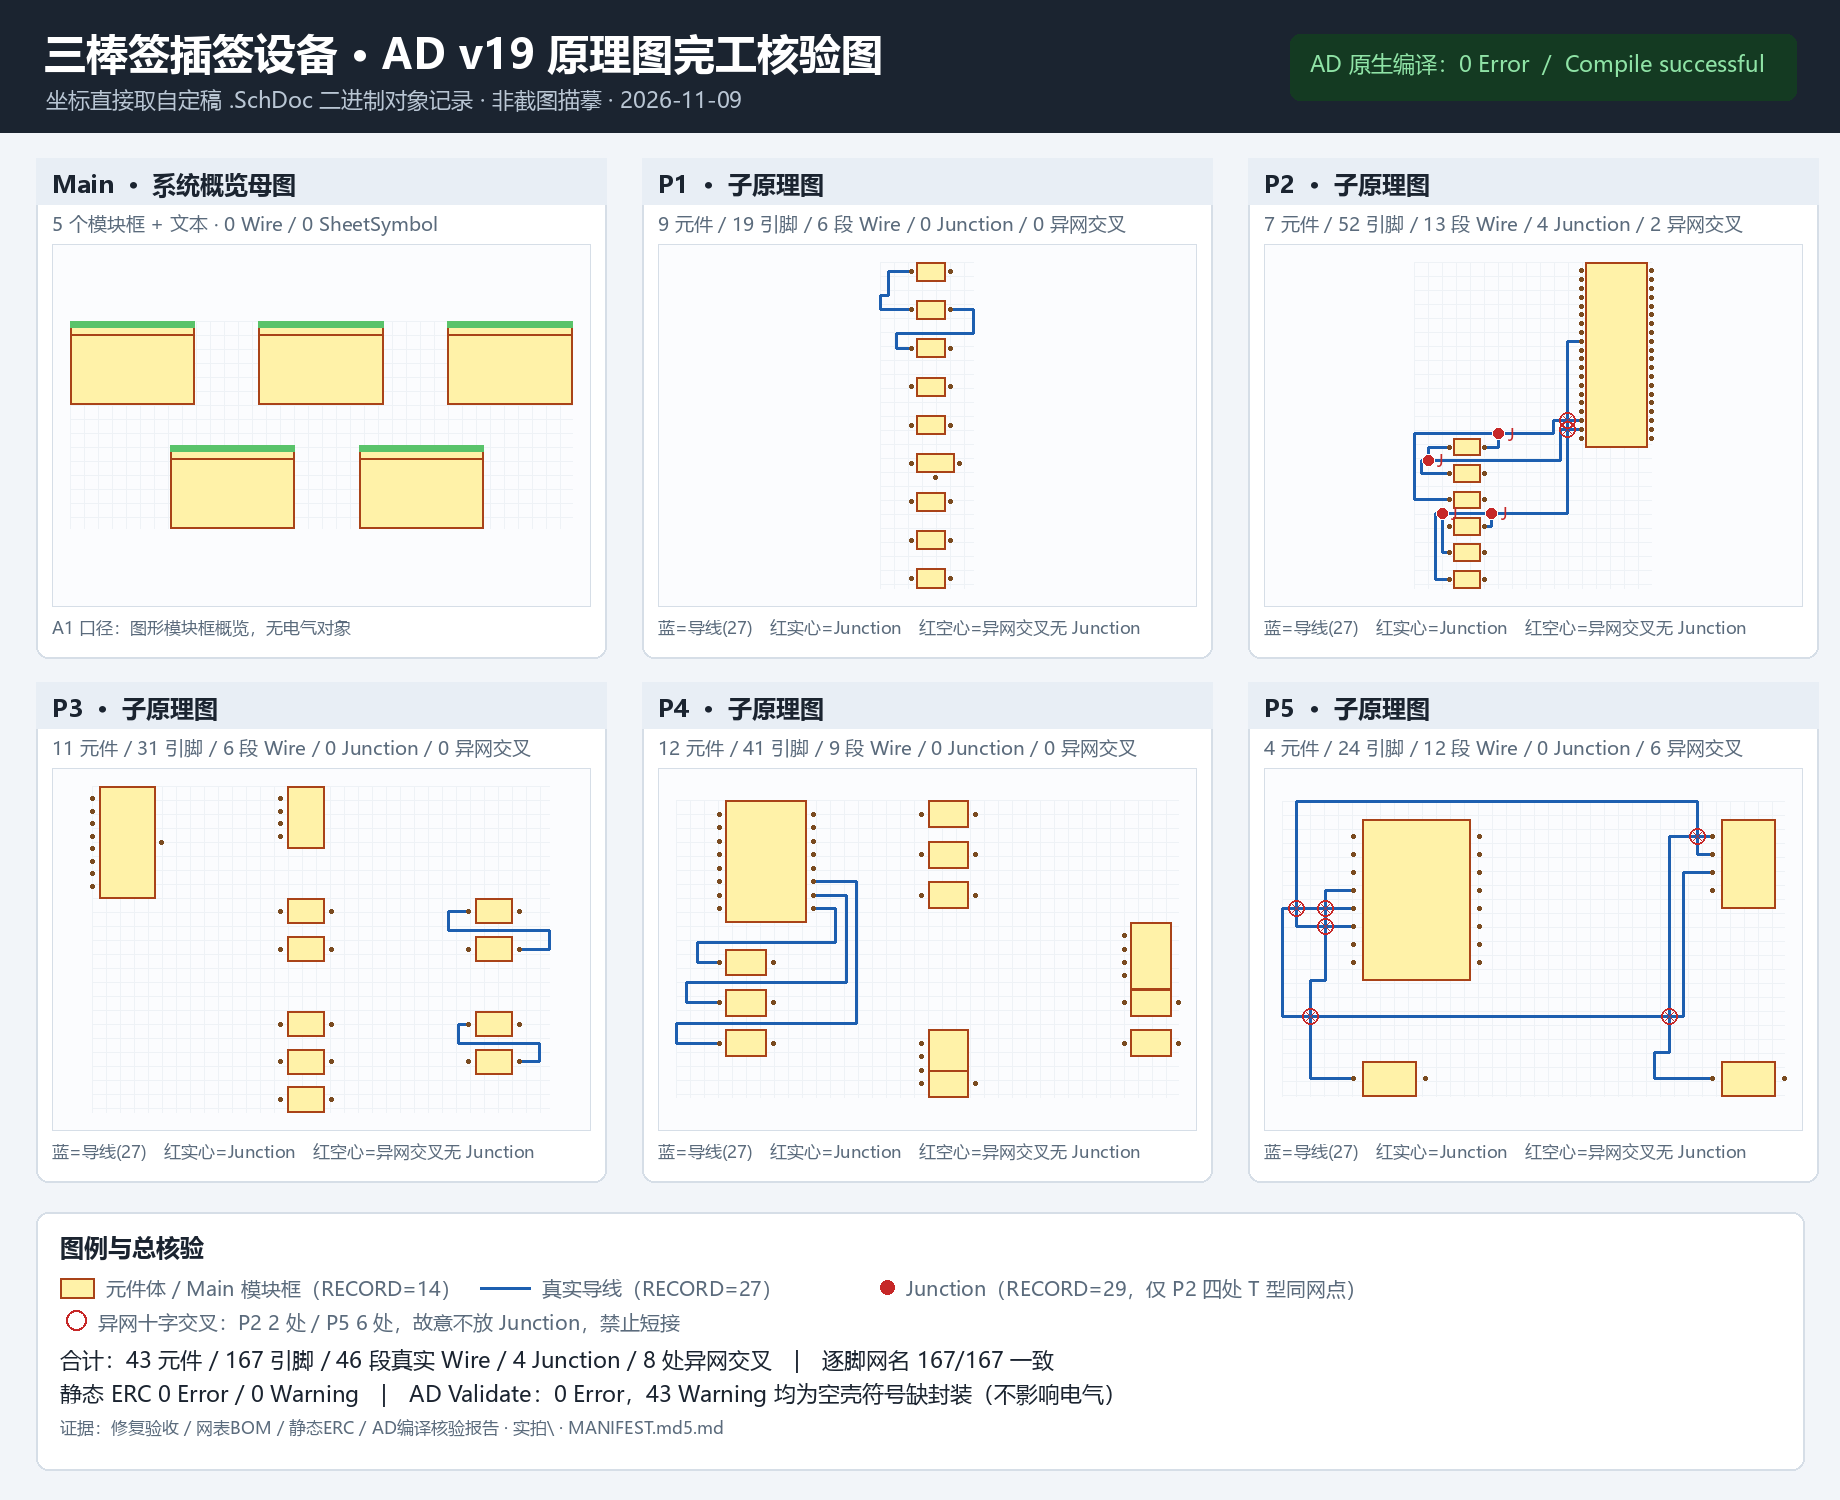 三棒签插签设备 • AD v19 原理图完工核验图
坐标直接取自定稿 .SchDoc 二进制对象记录 · 非截图描摹 · 2026-11-09
AD 原生编译：0 Error / Compile successful
Main • 系统概览母图
5 个模块框 + 文本 · 0 Wire / 0 SheetSymbol
A1 口径：图形模块框概览，无电气对象
P1 • 子原理图
9 元件 / 19 引脚 / 6 段 Wire / 0 Junction / 0 异网交叉
蓝=导线(27) 红实心=Junction 红空心=异网交叉无 Junction
P2 • 子原理图
7 元件 / 52 引脚 / 13 段 Wire / 4 Junction / 2 异网交叉
J
J
J
J
蓝=导线(27) 红实心=Junction 红空心=异网交叉无 Junction
P3 • 子原理图
11 元件 / 31 引脚 / 6 段 Wire / 0 Junction / 0 异网交叉
蓝=导线(27) 红实心=Junction 红空心=异网交叉无 Junction
P4 • 子原理图
12 元件 / 41 引脚 / 9 段 Wire / 0 Junction / 0 异网交叉
蓝=导线(27) 红实心=Junction 红空心=异网交叉无 Junction
P5 • 子原理图
4 元件 / 24 引脚 / 12 段 Wire / 0 Junction / 6 异网交叉
蓝=导线(27) 红实心=Junction 红空心=异网交叉无 Junction
图例与总核验
元件体 / Main 模块框（RECORD=14） 真实导线（RECORD=27） Junction（RECORD=29，仅 P2 四处 T 型同网点）
异网十字交叉：P2 2 处 / P5 6 处，故意不放 Junction，禁止短接
合计：43 元件 / 167 引脚 / 46 段真实 Wire / 4 Junction / 8 处异网交叉 | 逐脚网名 167/167 一致
静态 ERC 0 Error / 0 Warning | AD Validate：0 Error，43 Warning 均为空壳符号缺封装（不影响电气）
证据：修复验收 / 网表BOM / 静态ERC / AD编译核验报告 · 实拍\ · MANIFEST.md5.md